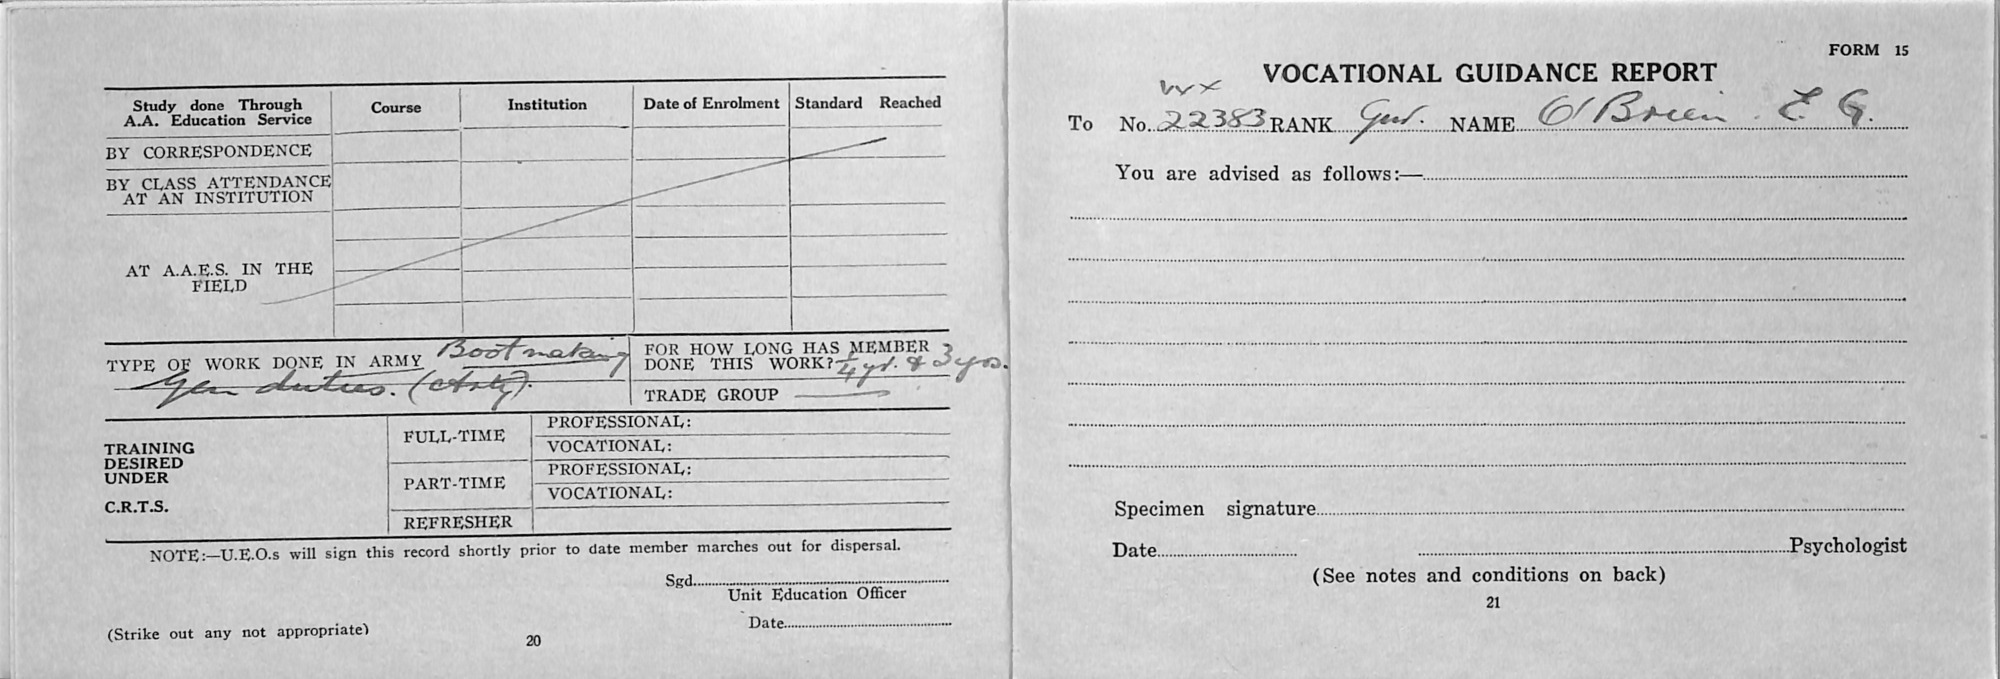 Study done Through
A.A. Education Service
Course
Institution
Date of Enrolment
Standard Reached
BY CORRESPONDENCE
BY CLASS ATTENDANCE
AT AN INSTITUTION
AT A.A.E.S. IN THE
FIELD
TYPE OF WORK DONE IN ARMY Bootmaking
Gen duties. (Arty).
FOR HOW LONG HAS MEMBER
DONE THIS WORK? ¼ yr. & 3 yrs.
TRADE GROUP
TRAINING
DESIRED
UNDER
C.R.T.S.
FULL-TIME
PROFESSIONAL:
VOCATIONAL:
PART-TIME
PROFESSIONAL:
VOCATIONAL:
REFRESHER
NOTE:—U.E.O.s will sign this record shortly prior to date member marches out for dispersal.
Sgd.
Unit Education Officer
Date
(Strike out any not appropriate)
20
FORM 15
VOCATIONAL GUIDANCE REPORT
WX
To No. 22383 RANK Gnr. NAME O'Brien. E. G.
You are advised as follows:—
Specimen signature
Date
Psychologist
(See notes and conditions on back)
21